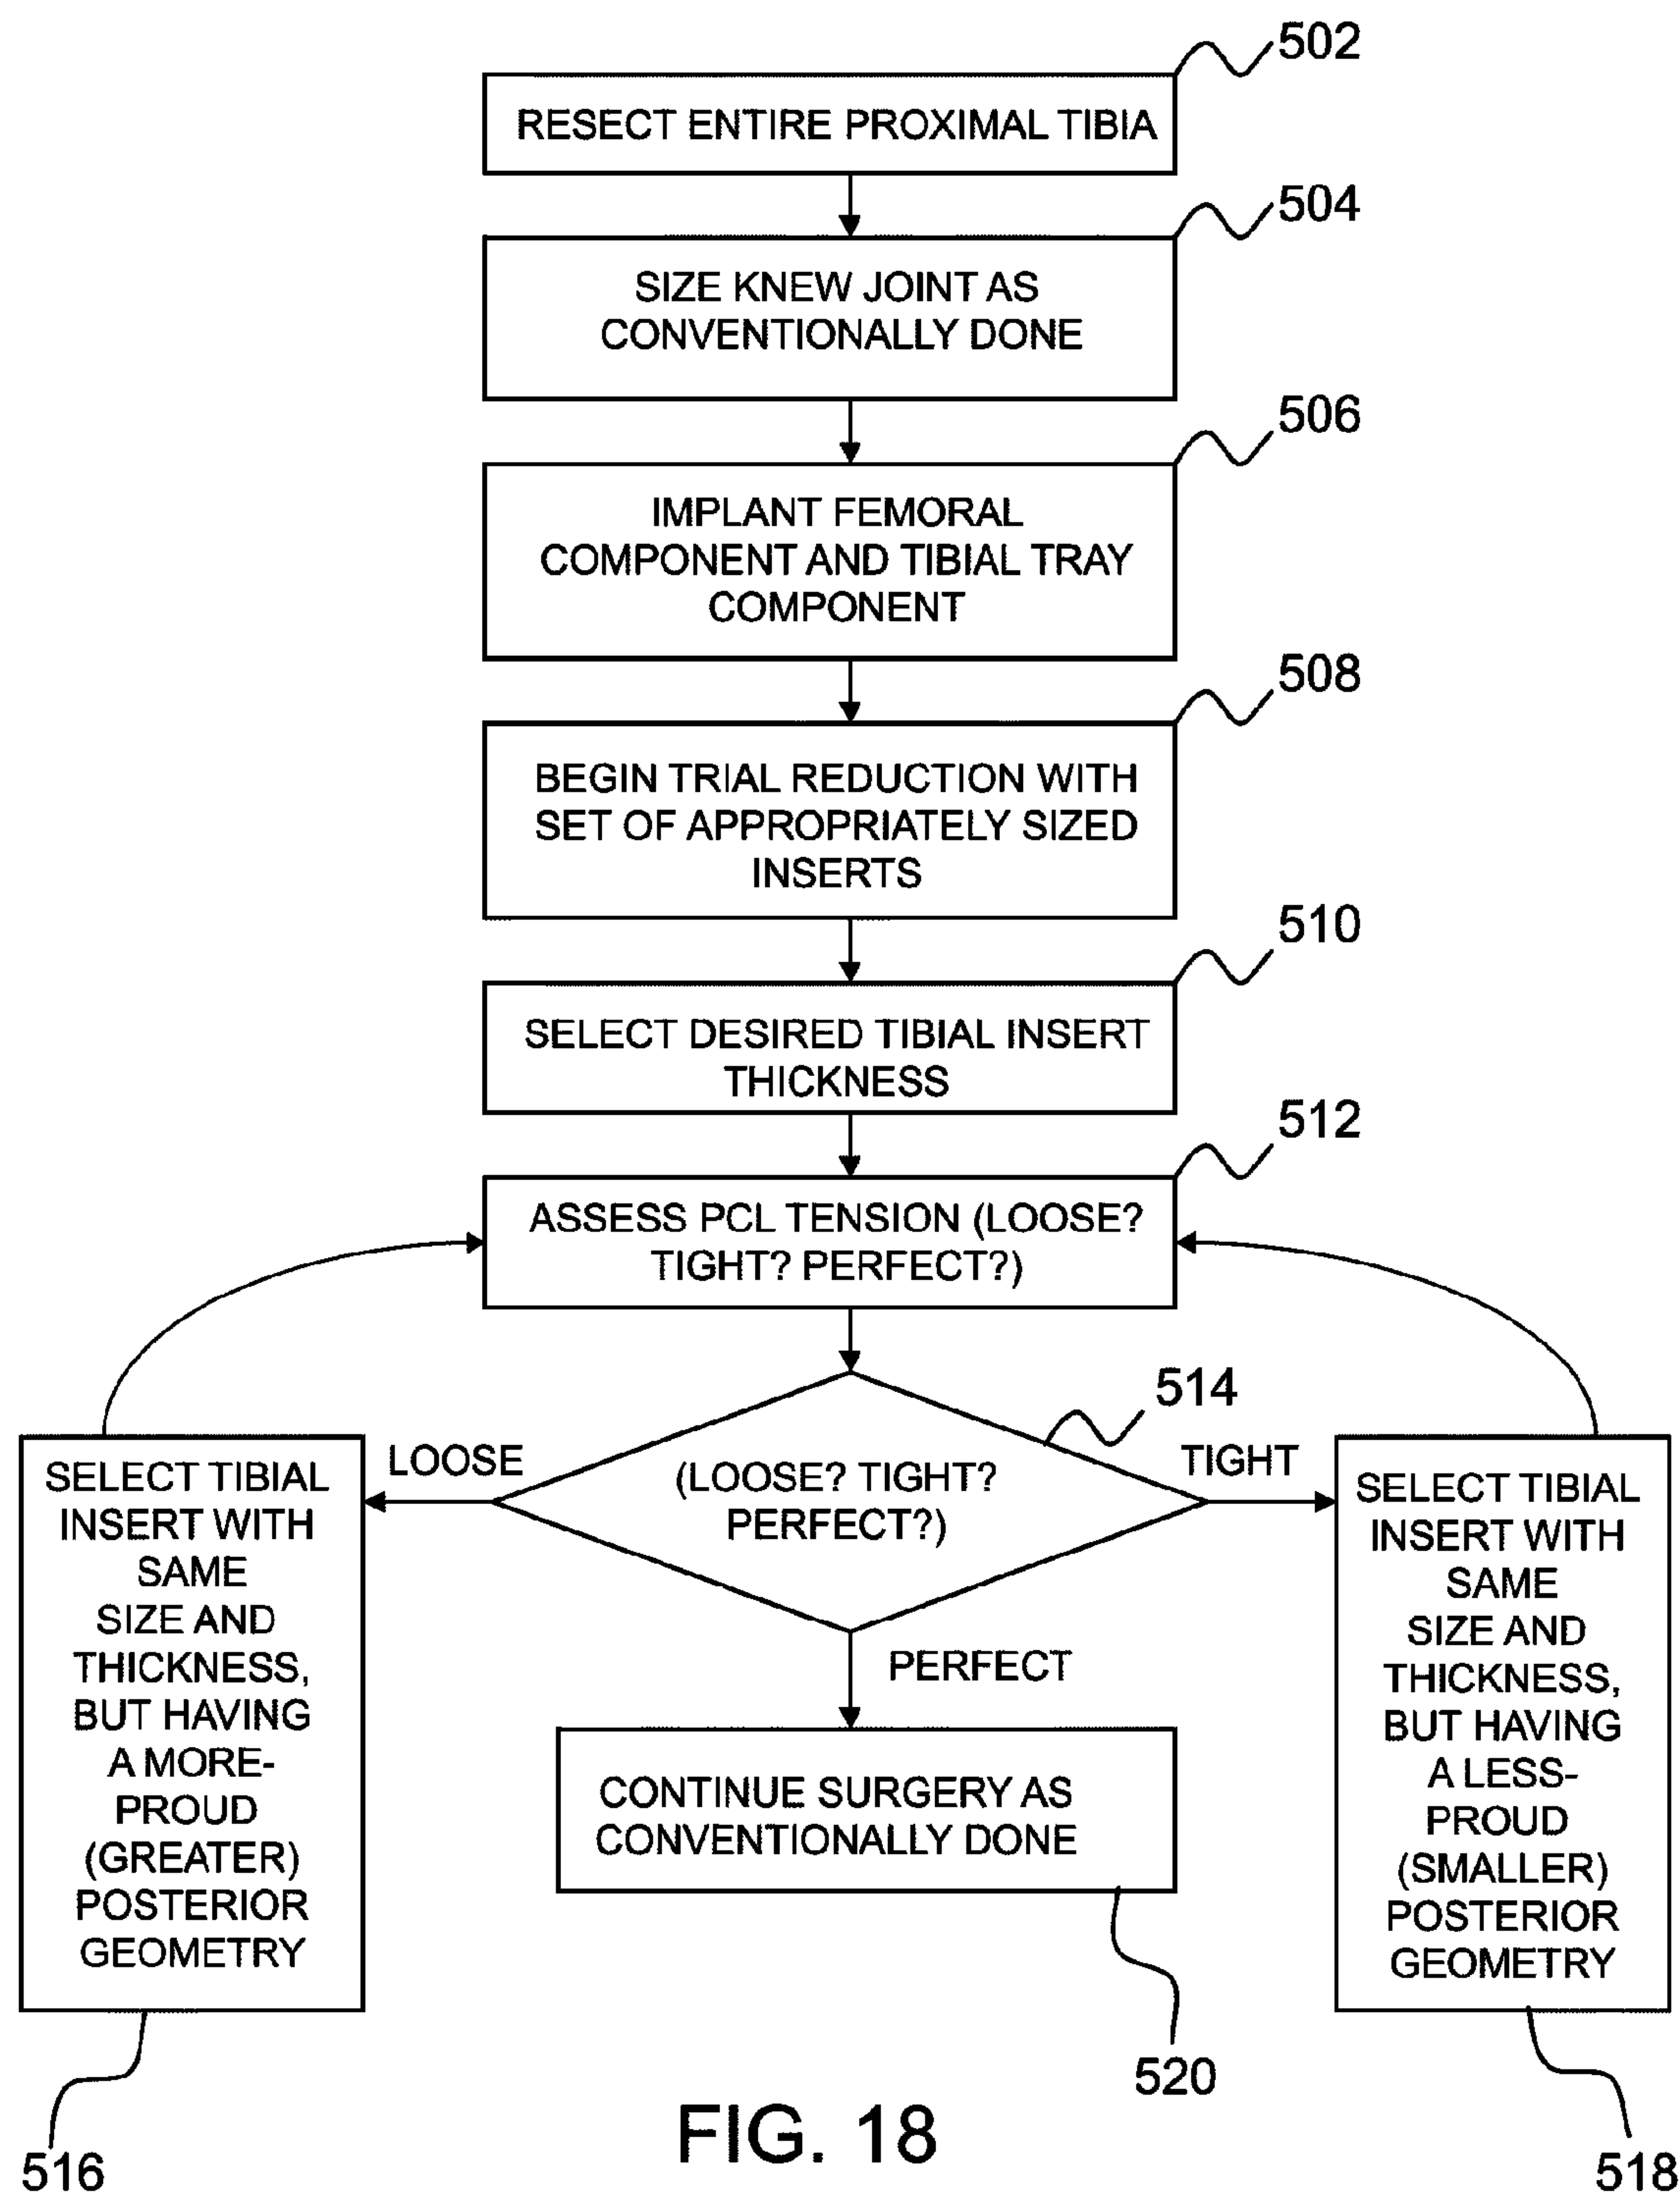 502
RESECT ENTIRE PROXIMAL TIBIA
504
SIZE KNEW JOINT AS
CONVENTIONALLY DONE
506
IMPLANT FEMORAL
COMPONENT AND TIBIAL TRAY
COMPONENT
508
BEGIN TRIAL REDUCTION WITH
SET OF APPROPRIATELY SIZED
INSERTS
510
SELECT DESIRED TIBIAL INSERT
THICKNESS
512
ASSESS PCL TENSION (LOOSE?
TIGHT? PERFECT?)
514
(LOOSE? TIGHT?
PERFECT?)
LOOSE
SELECT TIBIAL
INSERT WITH
SAME
SIZE AND
THICKNESS,
BUT HAVING
A MORE-
PROUD
(GREATER)
POSTERIOR
GEOMETRY
516
TIGHT
SELECT TIBIAL
INSERT WITH
SAME
SIZE AND
THICKNESS,
BUT HAVING
A LESS-
PROUD
(SMALLER)
POSTERIOR
GEOMETRY
518
PERFECT
CONTINUE SURGERY AS
CONVENTIONALLY DONE
520
FIG. 18